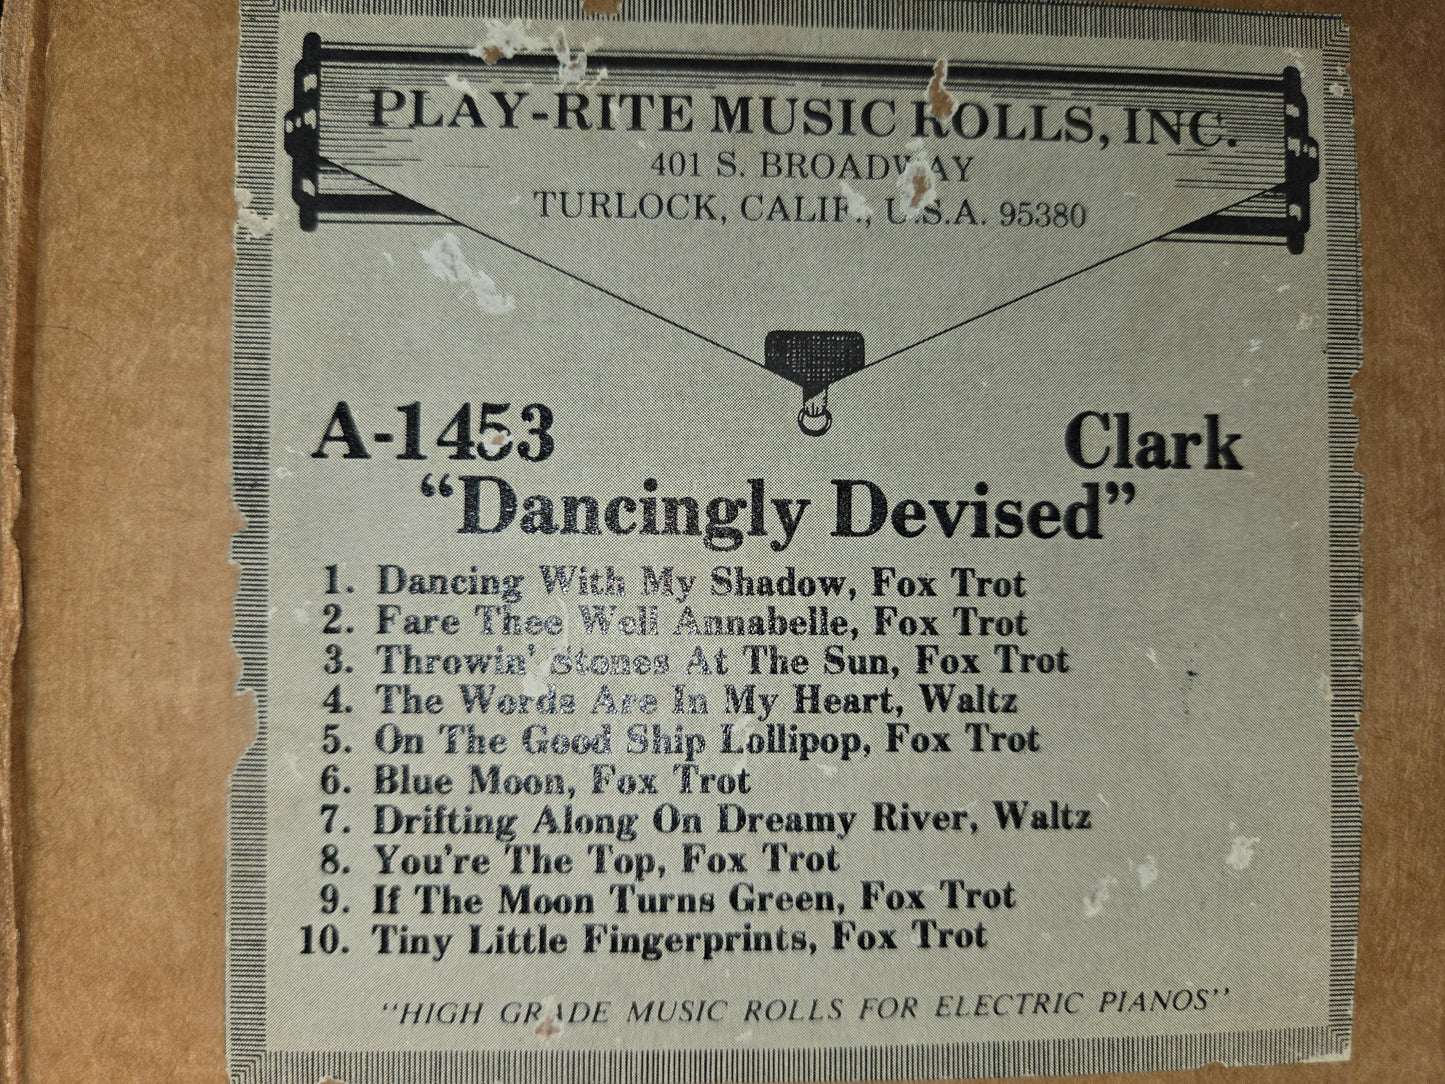 PLAY-RITE MUSIC ROLLS, INC.
401 S. BROADWAY
TURLOCK, CALIF., U.S.A. 95380
A-1453 Clark
“Dancingly Devised”
1. Dancing With My Shadow, Fox Trot
2. Fare Thee Well Annabelle, Fox Trot
3. Throwin' Stones At The Sun, Fox Trot
4. The Words Are In My Heart, Waltz
5. On The Good Ship Lollipop, Fox Trot
6. Blue Moon, Fox Trot
7. Drifting Along On Dreamy River, Waltz
8. You're The Top, Fox Trot
9. If The Moon Turns Green, Fox Trot
10. Tiny Little Fingerprints, Fox Trot
"HIGH GRADE MUSIC ROLLS FOR ELECTRIC PIANOS"